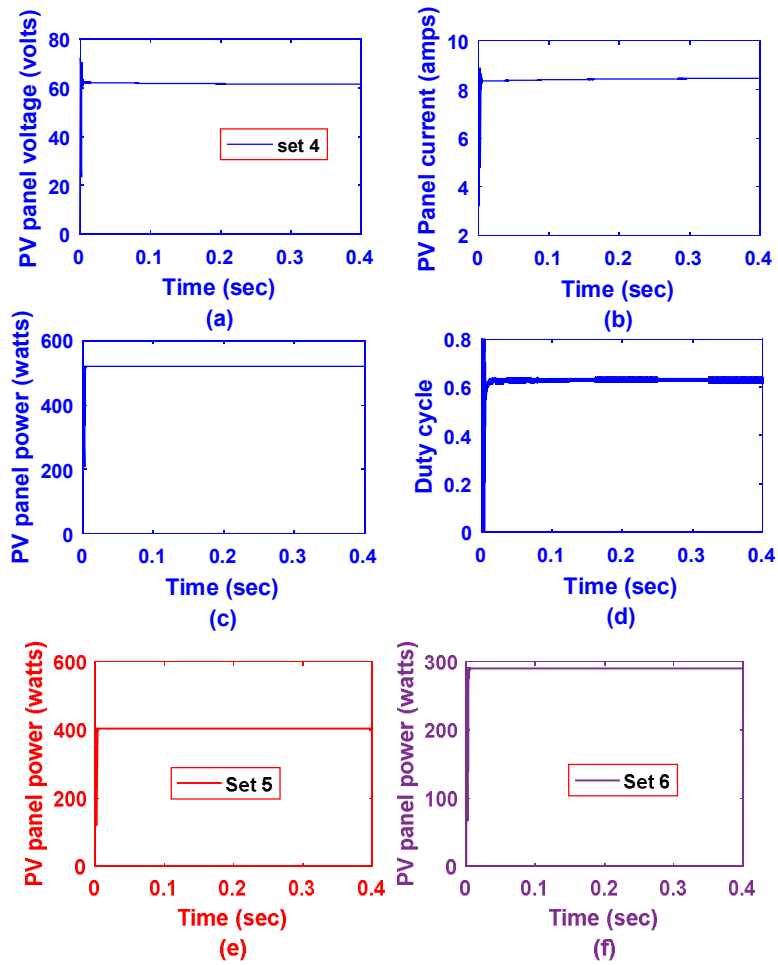 PV panel voltage (volts)
80
60
40
20
0
set 4
0 0.1 0.2 0.3 0.4
Time (sec)
(a)
PV Panel current (amps)
10
8
6
4
2
0 0.1 0.2 0.3 0.4
Time (sec)
(b)
PV panel power (watts)
600
400
200
0
0 0.1 0.2 0.3 0.4
Time (sec)
(c)
Duty cycle
0.8
0.6
0.4
0.2
0
0 0.1 0.2 0.3 0.4
Time (sec)
(d)
PV panel power (watts)
600
400
200
0
Set 5
0 0.1 0.2 0.3 0.4
Time (sec)
(e)
PV panel power (watts)
300
200
100
0
Set 6
0 0.1 0.2 0.3 0.4
Time (sec)
(f)